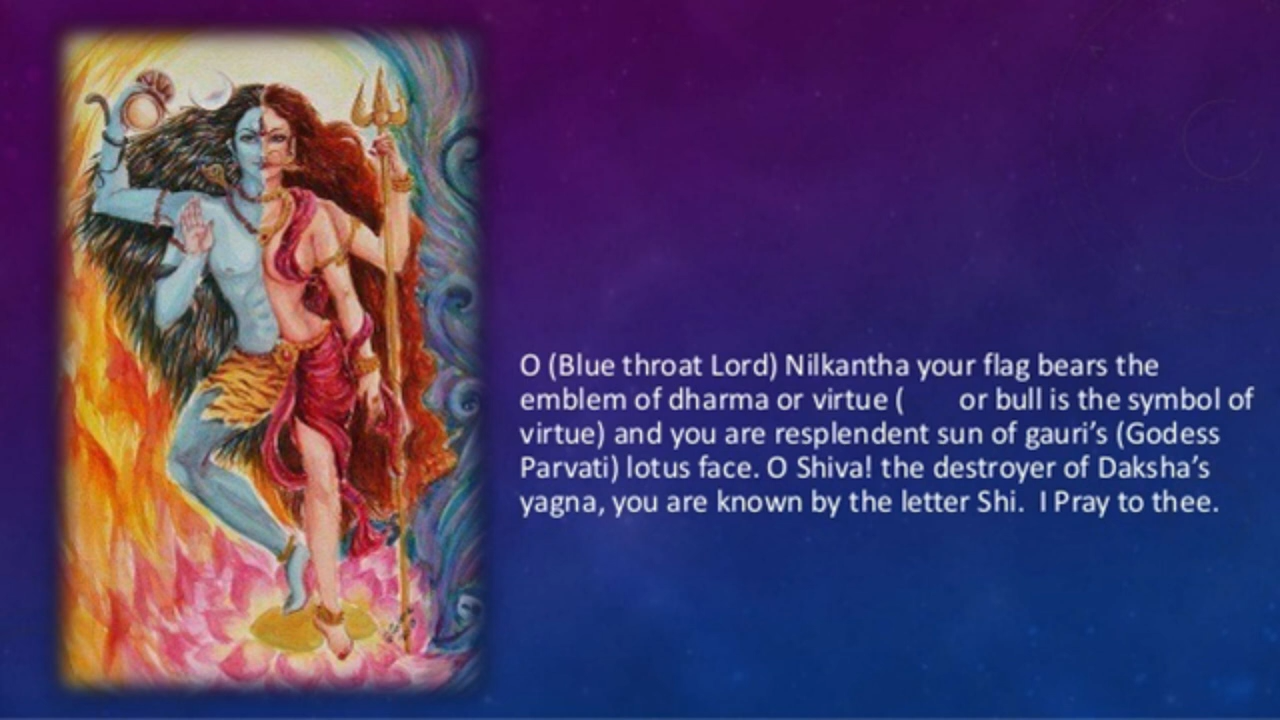 O (Blue throat Lord) Nilkantha your flag bears the
emblem of dharma or virtue ( or bull is the symbol of
virtue) and you are resplendent sun of gauri’s (Godess
Parvati) lotus face. O Shiva! the destroyer of Daksha’s
yagna, you are known by the letter Shi. I Pray to thee.